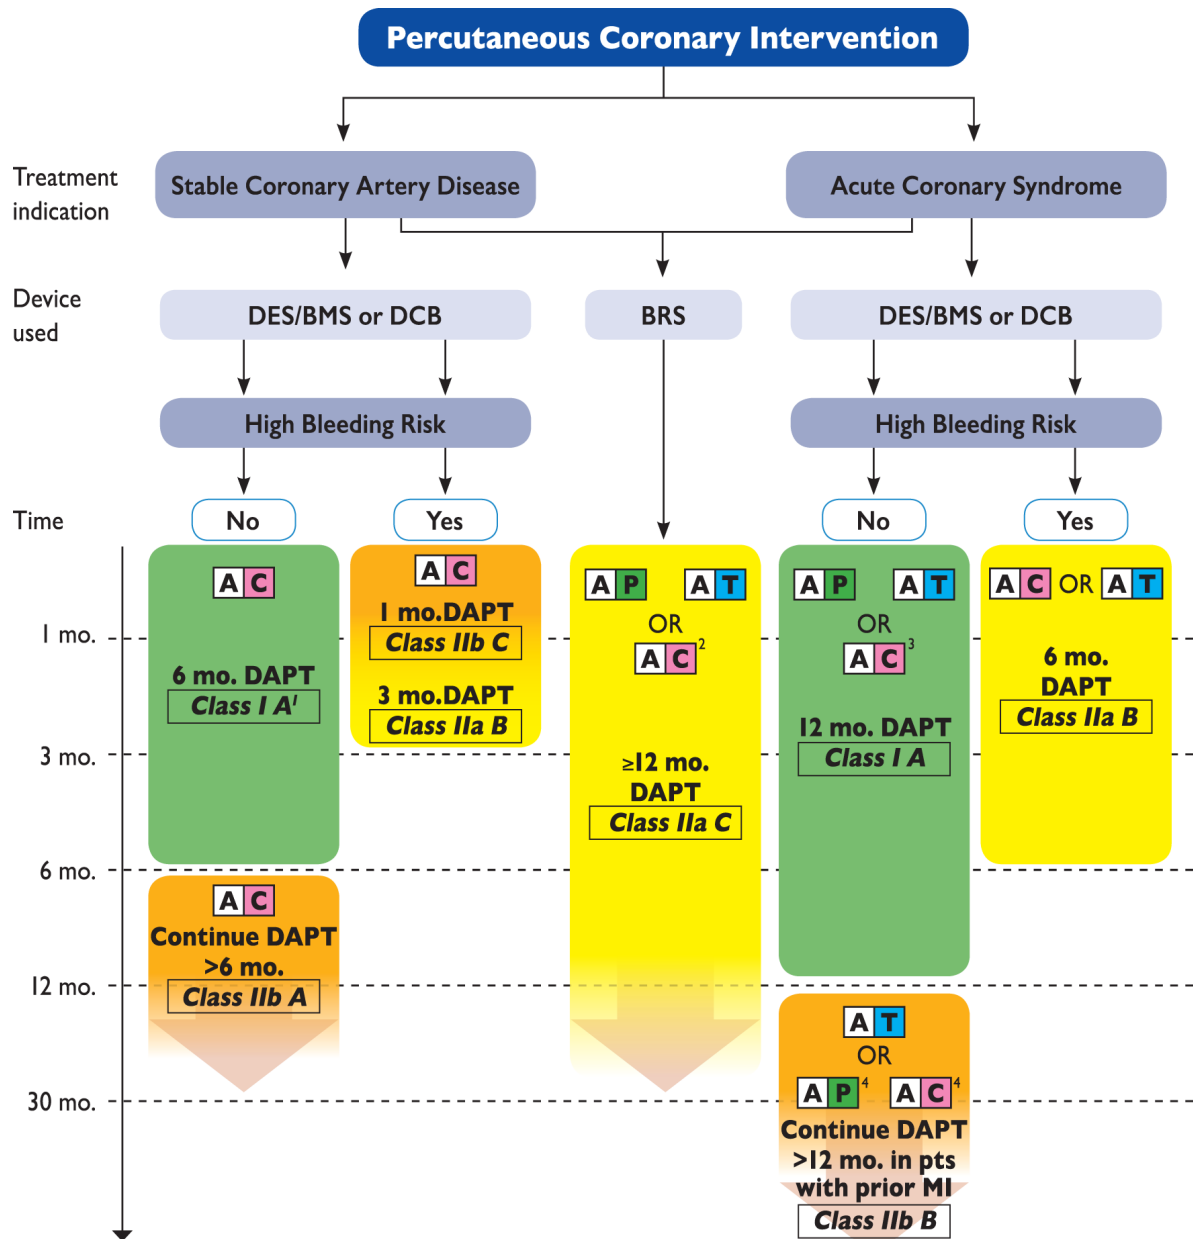 Percutaneous Coronary Intervention
Treatment
indication
Stable Coronary Artery Disease
Acute Coronary Syndrome
Device
used
DES/BMS or DCB
BRS
DES/BMS or DCB
High Bleeding Risk
High Bleeding Risk
Time
No
Yes
No
Yes
1 mo.
3 mo.
6 mo.
12 mo.
30 mo.
A C
6 mo. DAPT
Class I A¹
A C
Continue DAPT
>6 mo.
Class IIb A
A C
1 mo.DAPT
Class IIb C
3 mo.DAPT
Class IIa B
A P A T
OR
A C²
≥12 mo.
DAPT
Class IIa C
A P A T
OR
A C³
12 mo. DAPT
Class I A
A T
OR
A P⁴ A C⁴
Continue DAPT
>12 mo. in pts
with prior MI
Class IIb B
A C OR A T
6 mo.
DAPT
Class IIa B